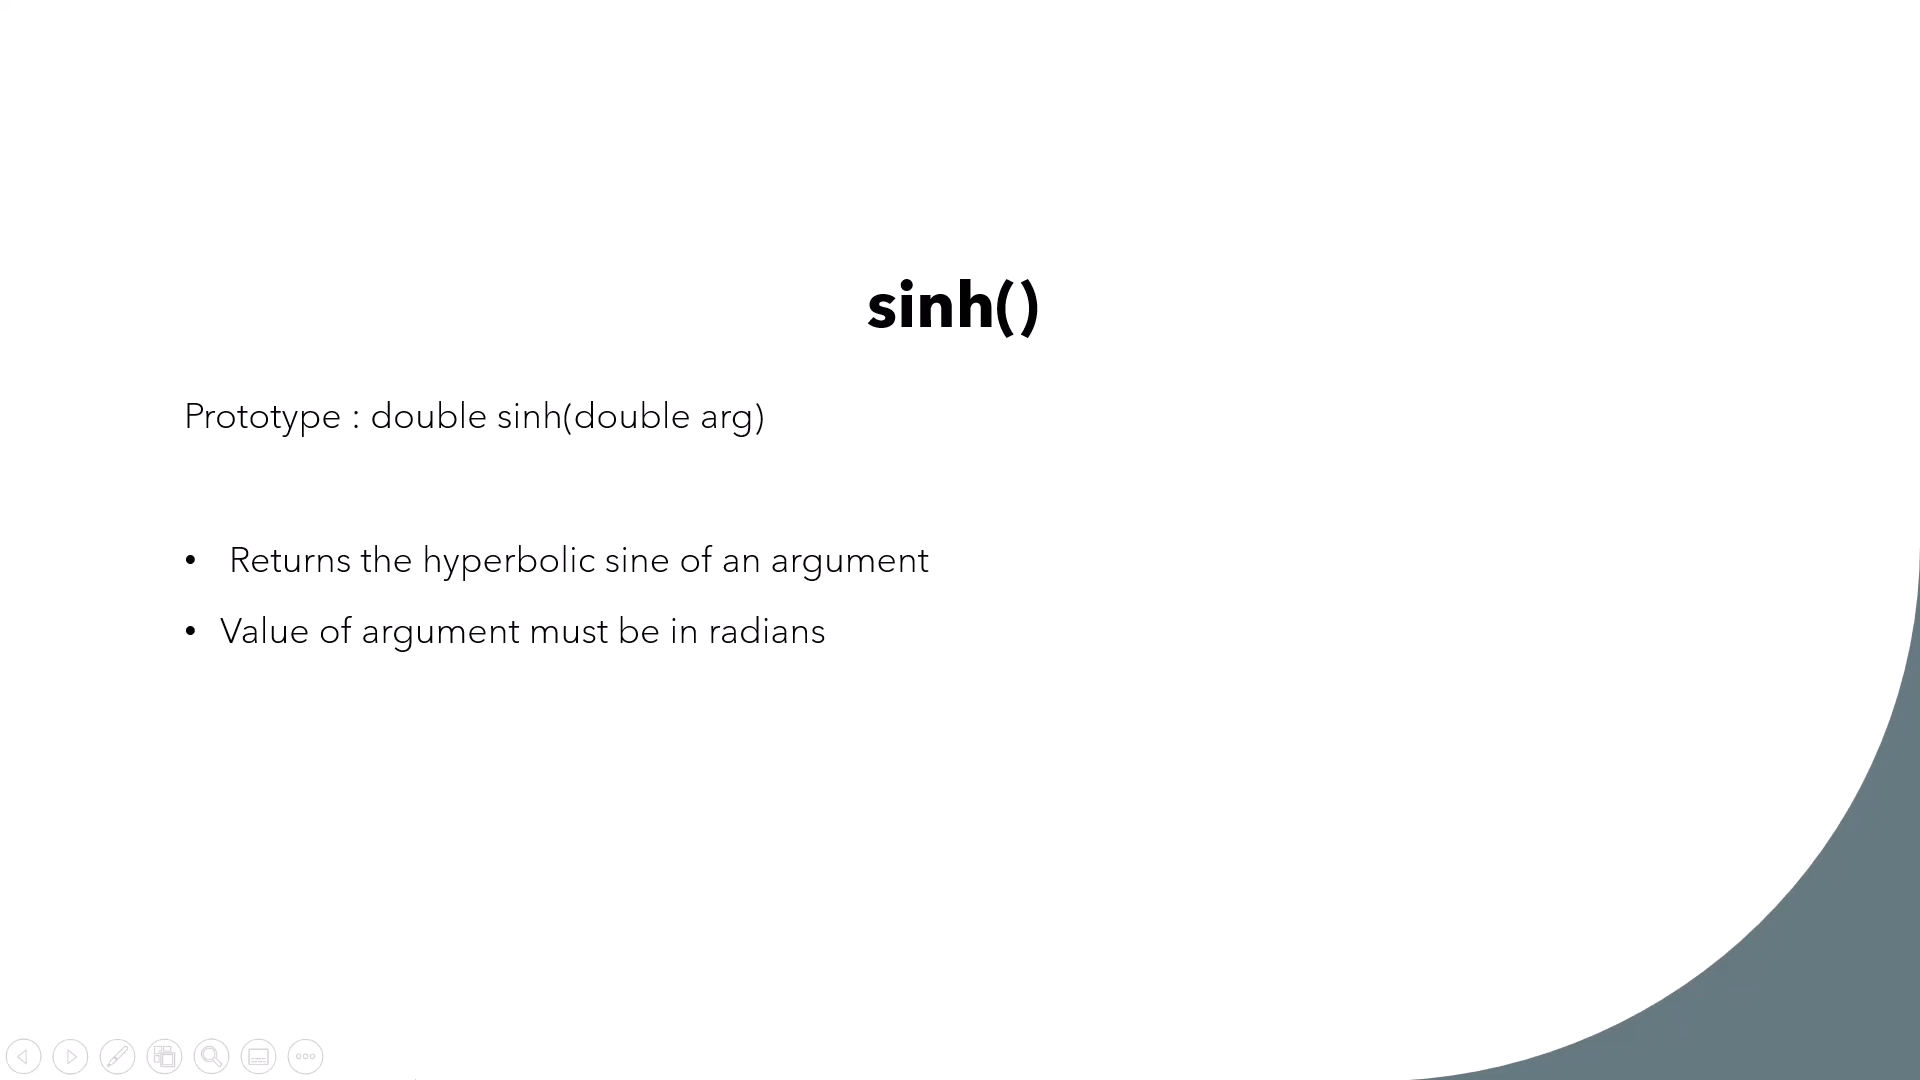 sinh()
Prototype : double sinh(double arg)
• Returns the hyperbolic sine of an argument
• Value of argument must be in radians